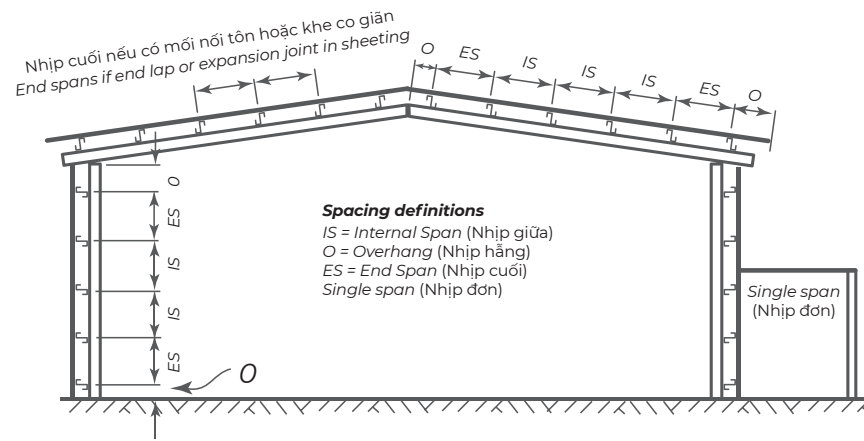 Nhịp cuối nếu có mối nối tôn hoặc khe co giãn
End spans if end lap or expansion joint in sheeting
O
ES
IS
IS
IS
ES
O
O
ES
IS
IS
ES
O
Spacing definitions
IS = Internal Span (Nhịp giữa)
O = Overhang (Nhịp hẫng)
ES = End Span (Nhịp cuối)
Single span (Nhịp đơn)
Single span
(Nhịp đơn)